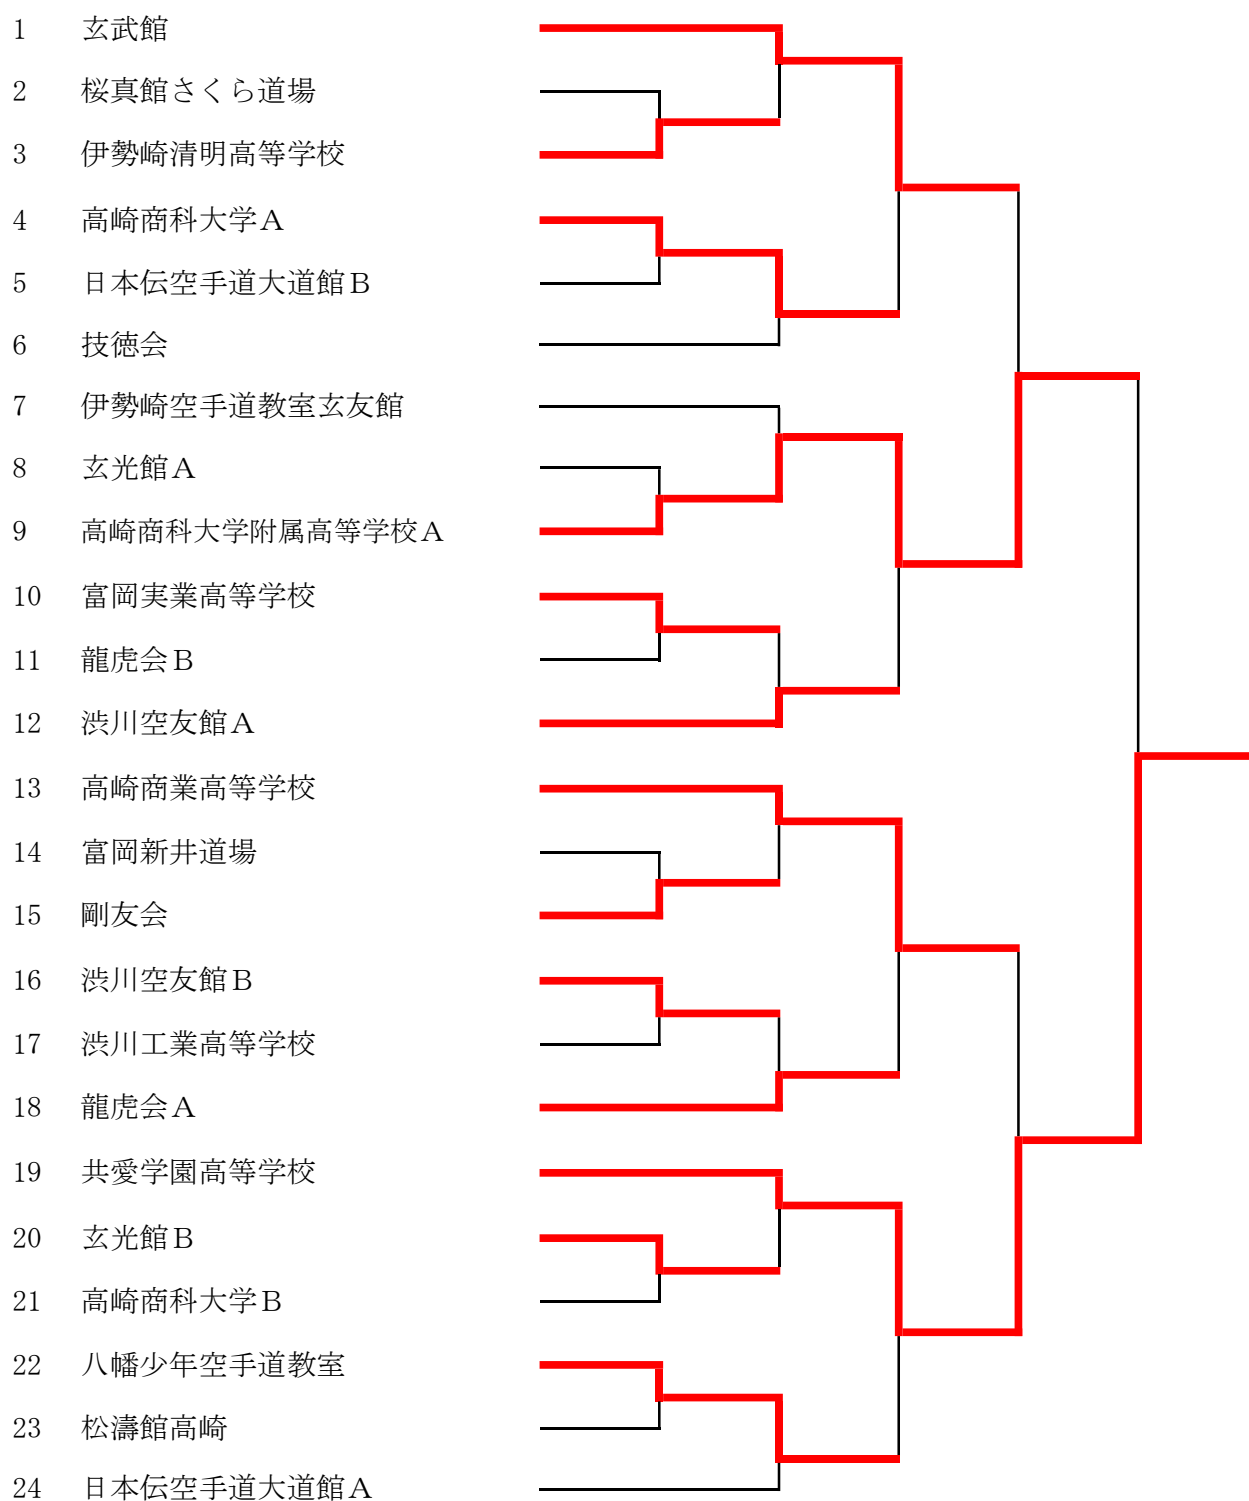 1 玄武館
2 桜真館さくら道場
3 伊勢崎清明高等学校
4 高崎商科大学A
5 日本伝空手道大道館B
6 技徳会
7 伊勢崎空手道教室玄友館
8 玄光館A
9 高崎商科大学附属高等学校A
10 富岡実業高等学校
11 龍虎会B
12 渋川空友館A
13 高崎商業高等学校
14 富岡新井道場
15 剛友会
16 渋川空友館B
17 渋川工業高等学校
18 龍虎会A
19 共愛学園高等学校
20 玄光館B
21 高崎商科大学B
22 八幡少年空手道教室
23 松濤館高崎
24 日本伝空手道大道館A